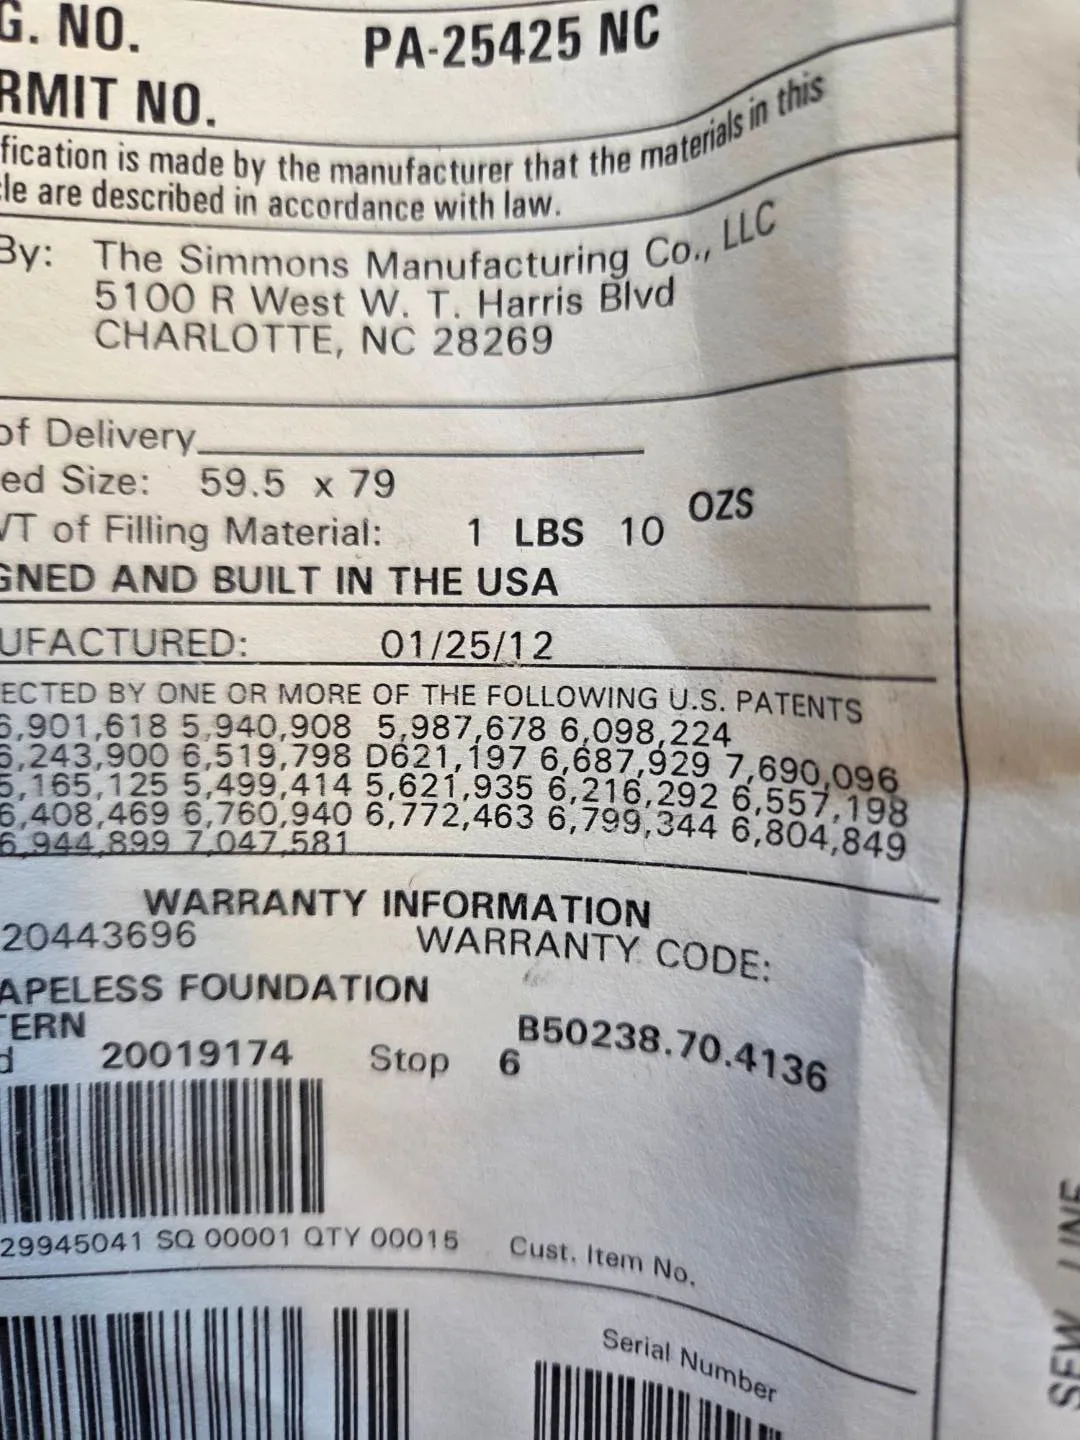 G. NO. PA-25425 NC
RMIT NO.
fication is made by the manufacturer that the materials in this
cle are described in accordance with law.
By: The Simmons Manufacturing Co., LLC
5100 R West W. T. Harris Blvd
CHARLOTTE, NC 28269
of Delivery
ed Size: 59.5 x 79
WT of Filling Material: 1 LBS 10 OZS
GNED AND BUILT IN THE USA
UFACTURED: 01/25/12
ECTED BY ONE OR MORE OF THE FOLLOWING U.S. PATENTS
6,901,618 5,940,908 5,987,678 6,098,224
6,243,900 6,519,798 D621,197 6,687,929 7,690,096
5,165,125 5,499,414 5,621,935 6,216,292 6,557,198
6,408,469 6,760,940 6,772,463 6,799,344 6,804,849
6,944,899 7,047,581
WARRANTY INFORMATION
20443696 WARRANTY CODE:
APELESS FOUNDATION
TERN B50238.70.4136
d 20019174 Stop 6
29945041 SQ 00001 QTY 00015 Cust. Item No.
Serial Number
SEW LINE